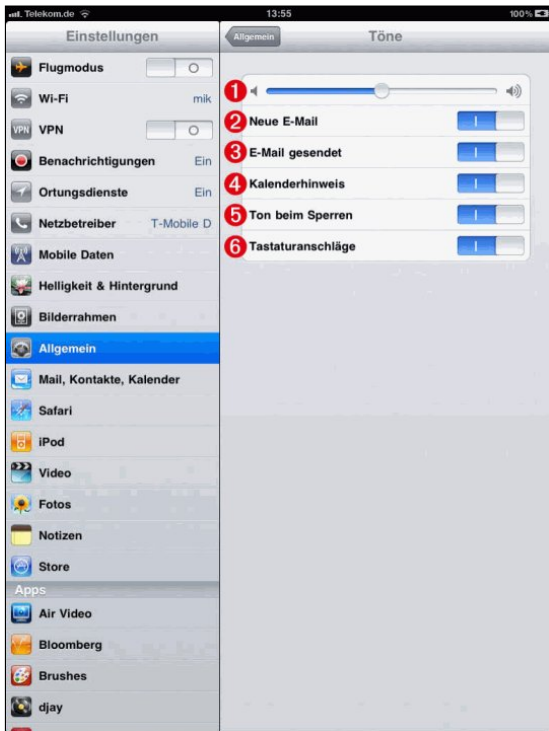 Telekom.de 13:55 100%
Einstellungen
Flugmodus
Wi-Fi mik
VPN VPN
Benachrichtigungen Ein
Ortungsdienste Ein
Netzbetreiber T-Mobile D
Mobile Daten
Helligkeit & Hintergrund
Bilderrahmen
Allgemein
Mail, Kontakte, Kalender
Safari
iPod
Video
Fotos
Notizen
Store
Apps
Air Video
Bloomberg
Brushes
djay
Allgemein Töne
1
2 Neue E-Mail
3 E-Mail gesendet
4 Kalenderhinweis
5 Ton beim Sperren
6 Tastaturanschläge